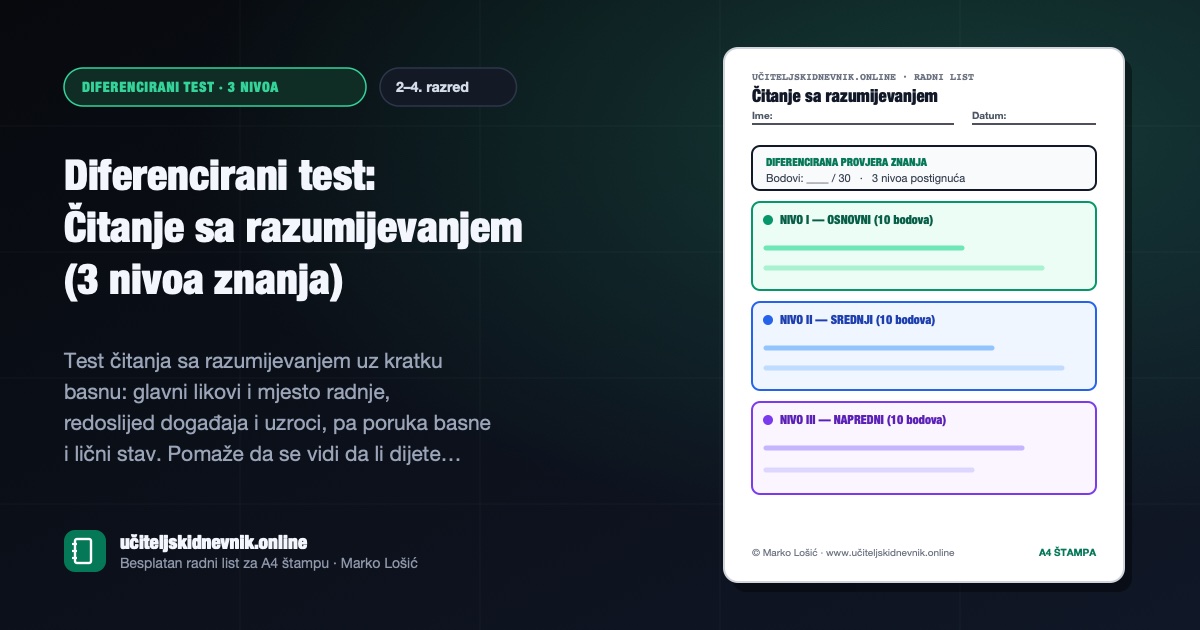 DIFERENCIRANI TEST · 3 NIVOA
2–4. razred
Diferencirani test:
Čitanje sa razumijevanjem
(3 nivoa znanja)
Test čitanja sa razumijevanjem uz kratku
basnu: glavni likovi i mjesto radnje,
redoslijed događaja i uzroci, pa poruka basne
i lični stav. Pomaže da se vidi da li dijete…
učiteljskidnevnik.online
Besplatan radni list za A4 štampu · Marko Lošić
UČITELJSKIDNEVNIK.ONLINE · RADNI LIST
Čitanje sa razumijevanjem
Ime:
Datum:
DIFERENCIRANA PROVJERA ZNANJA
Bodovi: ____ / 30 · 3 nivoa postignuća
NIVO I — OSNOVNI (10 bodova)
NIVO II — SREDNJI (10 bodova)
NIVO III — NAPREDNI (10 bodova)
© Marko Lošić · www.uciteljskidnevnik.online
A4 ŠTAMPA